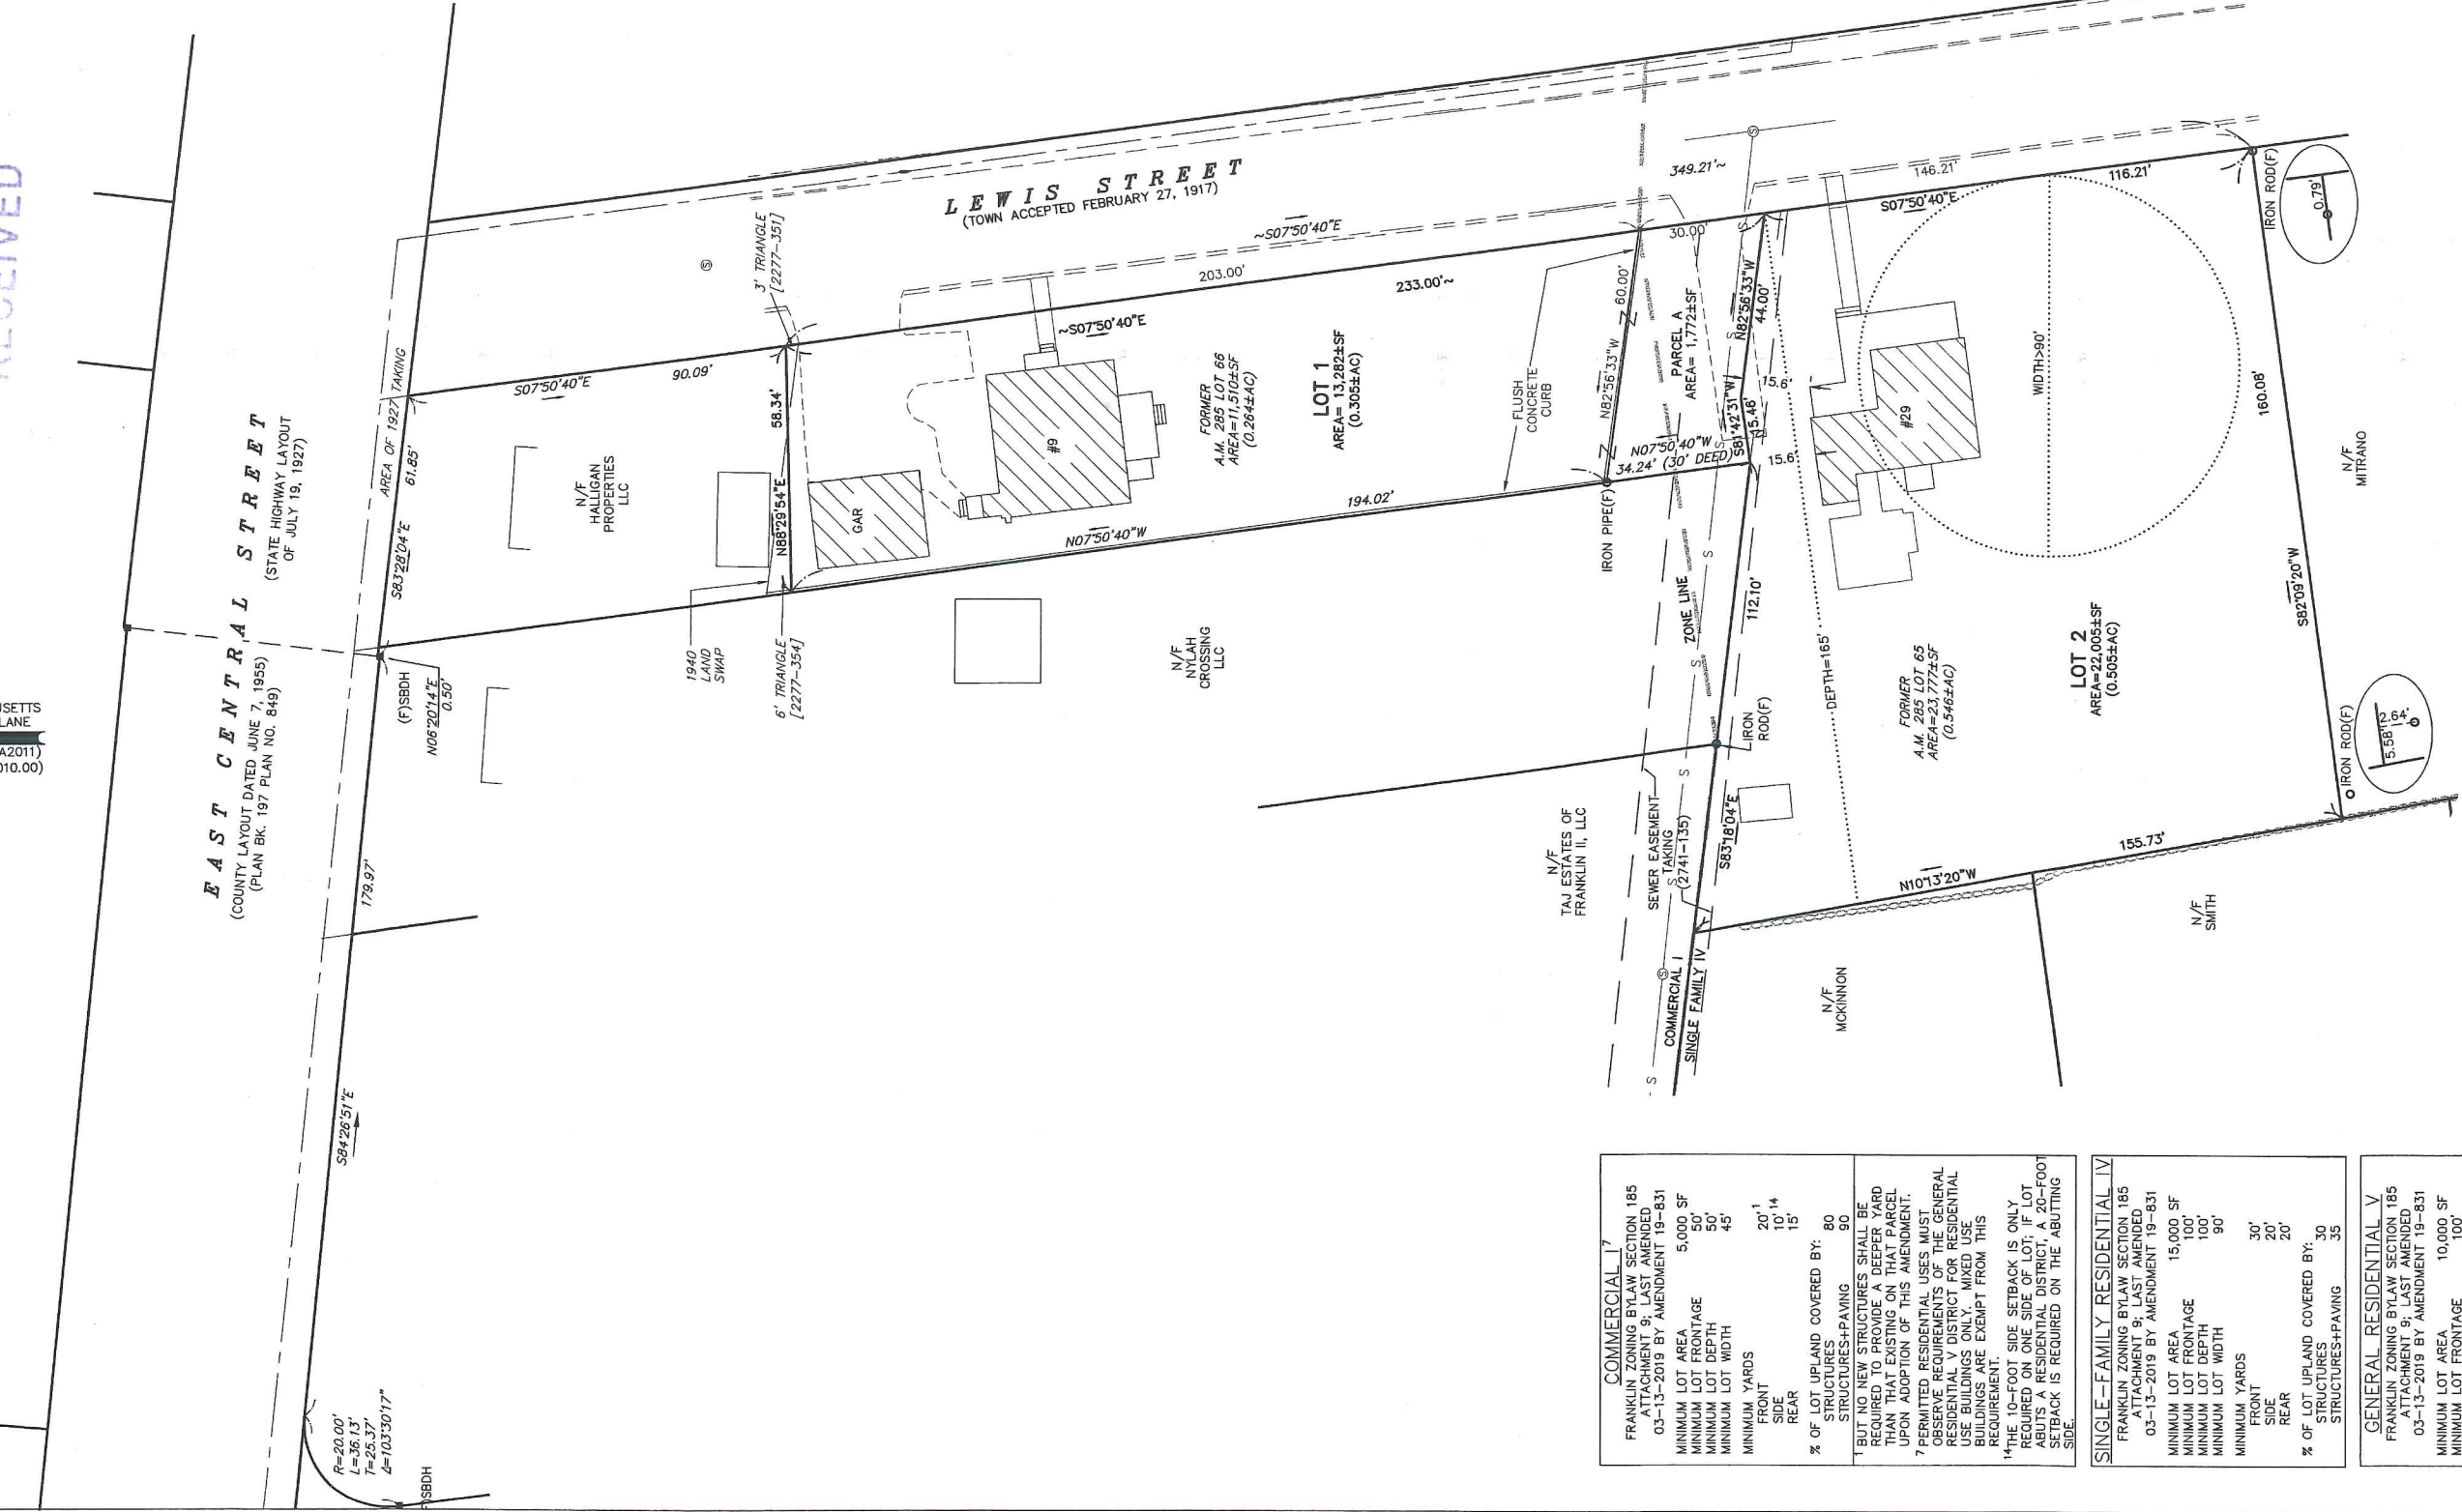 RECEIVED
EAST CENTRAL STREET
(COUNTY LAYOUT DATED JUNE 7, 1955)
(PLAN BK. 197 PLAN NO. 849)
(STATE HIGHWAY LAYOUT
OF JULY 19, 1927)
A2011)
010.00)
R=20.00'
L=36.13'
T=25.37'
Δ=103°30'17"
SBDH
S84°26'51"E
179.97'
(F)SBDH
N06°20'14"E
0.50'
S83°28'04"E
61.85'
AREA OF 1927 TAKING
S07°50'40"E
90.09'
N/F
HALLIGAN
PROPERTIES
LLC
1940
LAND
SWAP
6' TRIANGLE
[2277-354]
3' TRIANGLE
[2277-351]
N88°29'54"E
58.34'
GAR
#9
LEWIS STREET
(TOWN ACCEPTED FEBRUARY 27, 1917)
S
~S07°50'40"E
~S07°50'40"E
203.00'
233.00'~
349.21'~
FORMER
A.M. 285 LOT 66
AREA=11,510±SF
(0.264±AC)
LOT 1
AREA= 13,282±SF
(0.305±AC)
N07°50'40"W
194.02'
N/F
NYLAH
CROSSING
LLC
FLUSH
CONCRETE
CURB
N82°56'33"W
60.00'
30.00'
PARCEL A
AREA= 1,772±SF
IRON PIPE(F)
N07°50'40"W
34.24' (30' DEED)
S81°42'31"W
15.46'
N82°56'33"W
44.00'
15.6'
15.6'
S
S
S
S
S
S
S
S
S
S
S
ZONE LINE
112.10'
IRON
ROD(F)
N/F
TAJ ESTATES OF
FRANKLIN II, LLC
SEWER EASEMENT
TAKING
(2741-135)
S83°18'04"E
COMMERCIAL I
SINGLE FAMILY IV
S07°50'40"E
146.21'
116.21'
IRON ROD(F)
0.79'
#29
WIDTH>90'
DEPTH=165'
160.08'
S82°09'20"W
N/F
MITRANO
FORMER
A.M. 285 LOT 65
AREA=23,777±SF
(0.546±AC)
LOT 2
AREA=22,005±SF
(0.505±AC)
IRON ROD(F)
5.58'
2.64'
155.73'
N10°13'20"W
N/F
MCKINNON
N/F
SMITH
COMMERCIAL I 7
FRANKLIN ZONING BYLAW SECTION 185
ATTACHMENT 9; LAST AMENDED
03-13-2019 BY AMENDMENT 19-831
MINIMUM LOT AREA 5,000 SF
MINIMUM LOT FRONTAGE 50'
MINIMUM LOT DEPTH 50'
MINIMUM LOT WIDTH 45'
MINIMUM YARDS
FRONT 20' 1
SIDE 10' 14
REAR 15'
% OF LOT UPLAND COVERED BY:
STRUCTURES 80
STRUCTURES+PAVING 90
1 BUT NO NEW STRUCTURES SHALL BE
REQUIRED TO PROVIDE A DEEPER YARD
THAN THAT EXISTING ON THAT PARCEL
UPON ADOPTION OF THIS AMENDMENT.
7 PERMITTED RESIDENTIAL USES MUST
OBSERVE REQUIREMENTS OF THE GENERAL
RESIDENTIAL V DISTRICT FOR RESIDENTIAL
USE BUILDINGS ONLY. MIXED USE
BUILDINGS ARE EXEMPT FROM THIS
REQUIREMENT.
14 THE 10-FOOT SIDE SETBACK IS ONLY
REQUIRED ON ONE SIDE OF LOT; IF LOT
ABUTS A RESIDENTIAL DISTRICT, A 20-FOOT
SETBACK IS REQUIRED ON THE ABUTTING
SIDE.
SINGLE-FAMILY RESIDENTIAL IV
FRANKLIN ZONING BYLAW SECTION 185
ATTACHMENT 9; LAST AMENDED
03-13-2019 BY AMENDMENT 19-831
MINIMUM LOT AREA 15,000 SF
MINIMUM LOT FRONTAGE 100'
MINIMUM LOT DEPTH 100'
MINIMUM LOT WIDTH 90'
MINIMUM YARDS
FRONT 30'
SIDE 20'
REAR 20'
% OF LOT UPLAND COVERED BY:
STRUCTURES 30
STRUCTURES+PAVING 35
GENERAL RESIDENTIAL V
FRANKLIN ZONING BYLAW SECTION 185
ATTACHMENT 9; LAST AMENDED
03-13-2019 BY AMENDMENT 19-831
MINIMUM LOT AREA 10,000 SF
MINIMUM LOT FRONTAGE 100'